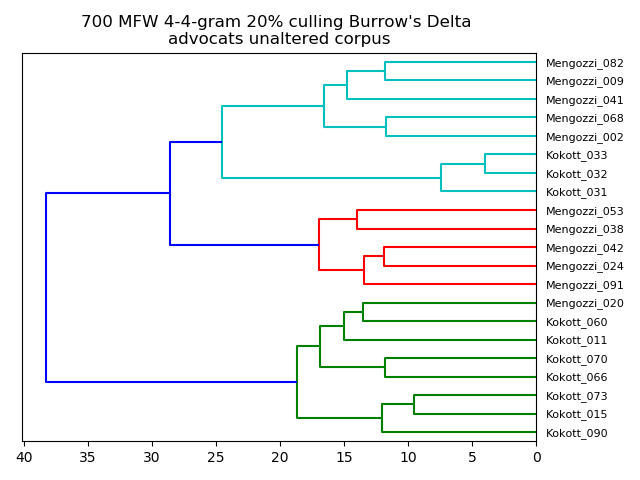 700 MFW 4-4-gram 20% culling Burrow's Delta
advocats unaltered corpus
Mengozzi_082
Mengozzi_009
Mengozzi_041
Mengozzi_068
Mengozzi_002
Kokott_033
Kokott_032
Kokott_031
Mengozzi_053
Mengozzi_038
Mengozzi_042
Mengozzi_024
Mengozzi_091
Mengozzi_020
Kokott_060
Kokott_011
Kokott_070
Kokott_066
Kokott_073
Kokott_015
Kokott_090
40 35 30 25 20 15 10 5 0